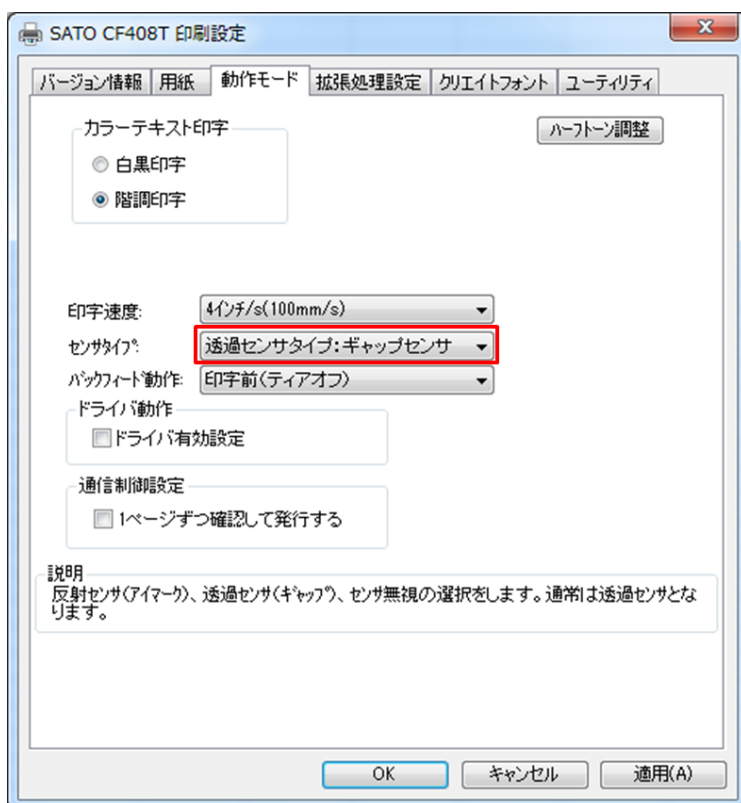 SATO CF408T 印刷設定
バージョン情報 用紙 動作モード 拡張処理設定 クリエイトフォント ユーティリティ
カラーテキスト印字
ハーフトーン調整
白黒印字
階調印字
印字速度: 4インチ/s(100mm/s)
センサタイプ: 透過センサタイプ:ギャップセンサ
バックフィード動作: 印字前(ティアオフ)
ドライバ動作
ドライバ有効設定
通信制御設定
1ページずつ確認して発行する
説明
反射センサ(アイマーク)、透過センサ(ギャップ)、センサ無視の選択をします。通常は透過センサとな
ります。
OK キャンセル 適用(A)